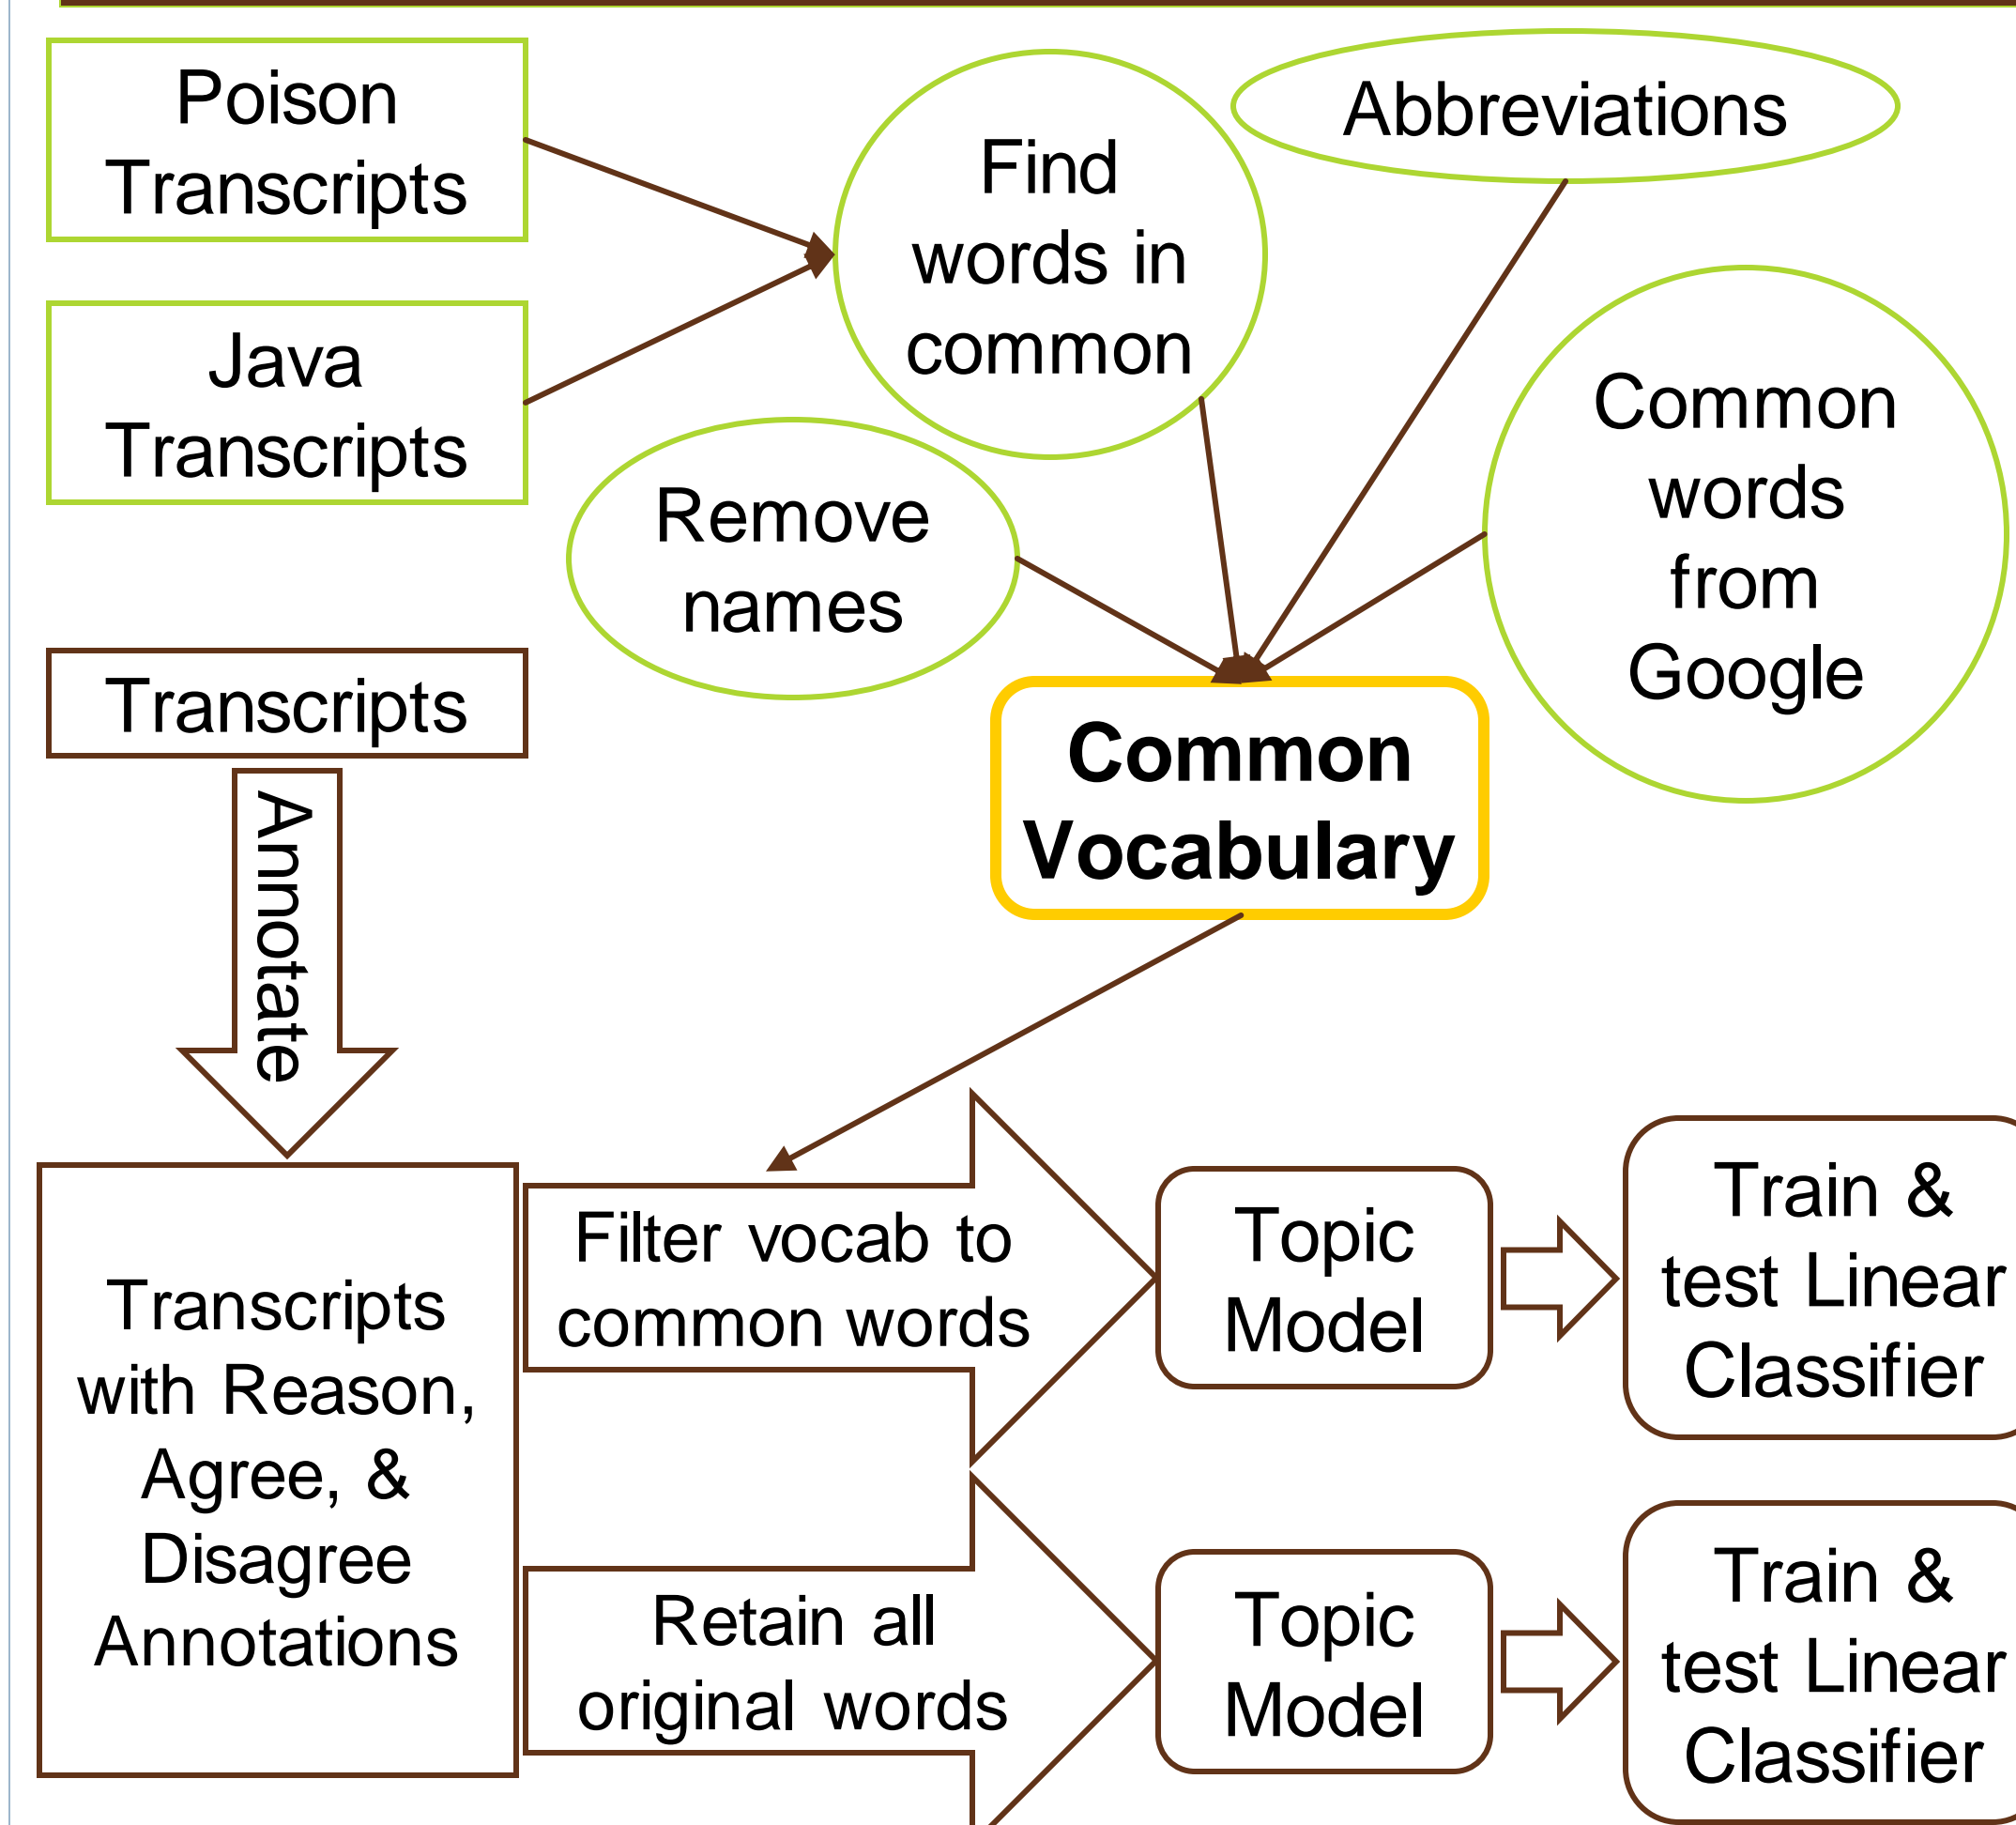 Poison
Transcripts
Find
words in
common
Abbreviations
Java
Transcripts
Remove
names
Common
words
from
Google
Transcripts
Common
Vocabulary
Annotate
Transcripts
with Reason,
Agree, &
Disagree
Annotations
Filter vocab to
common words
Topic
Model
Train &
test Linear
Classifier
Retain all
original words
Topic
Model
Train &
test Linear
Classifier